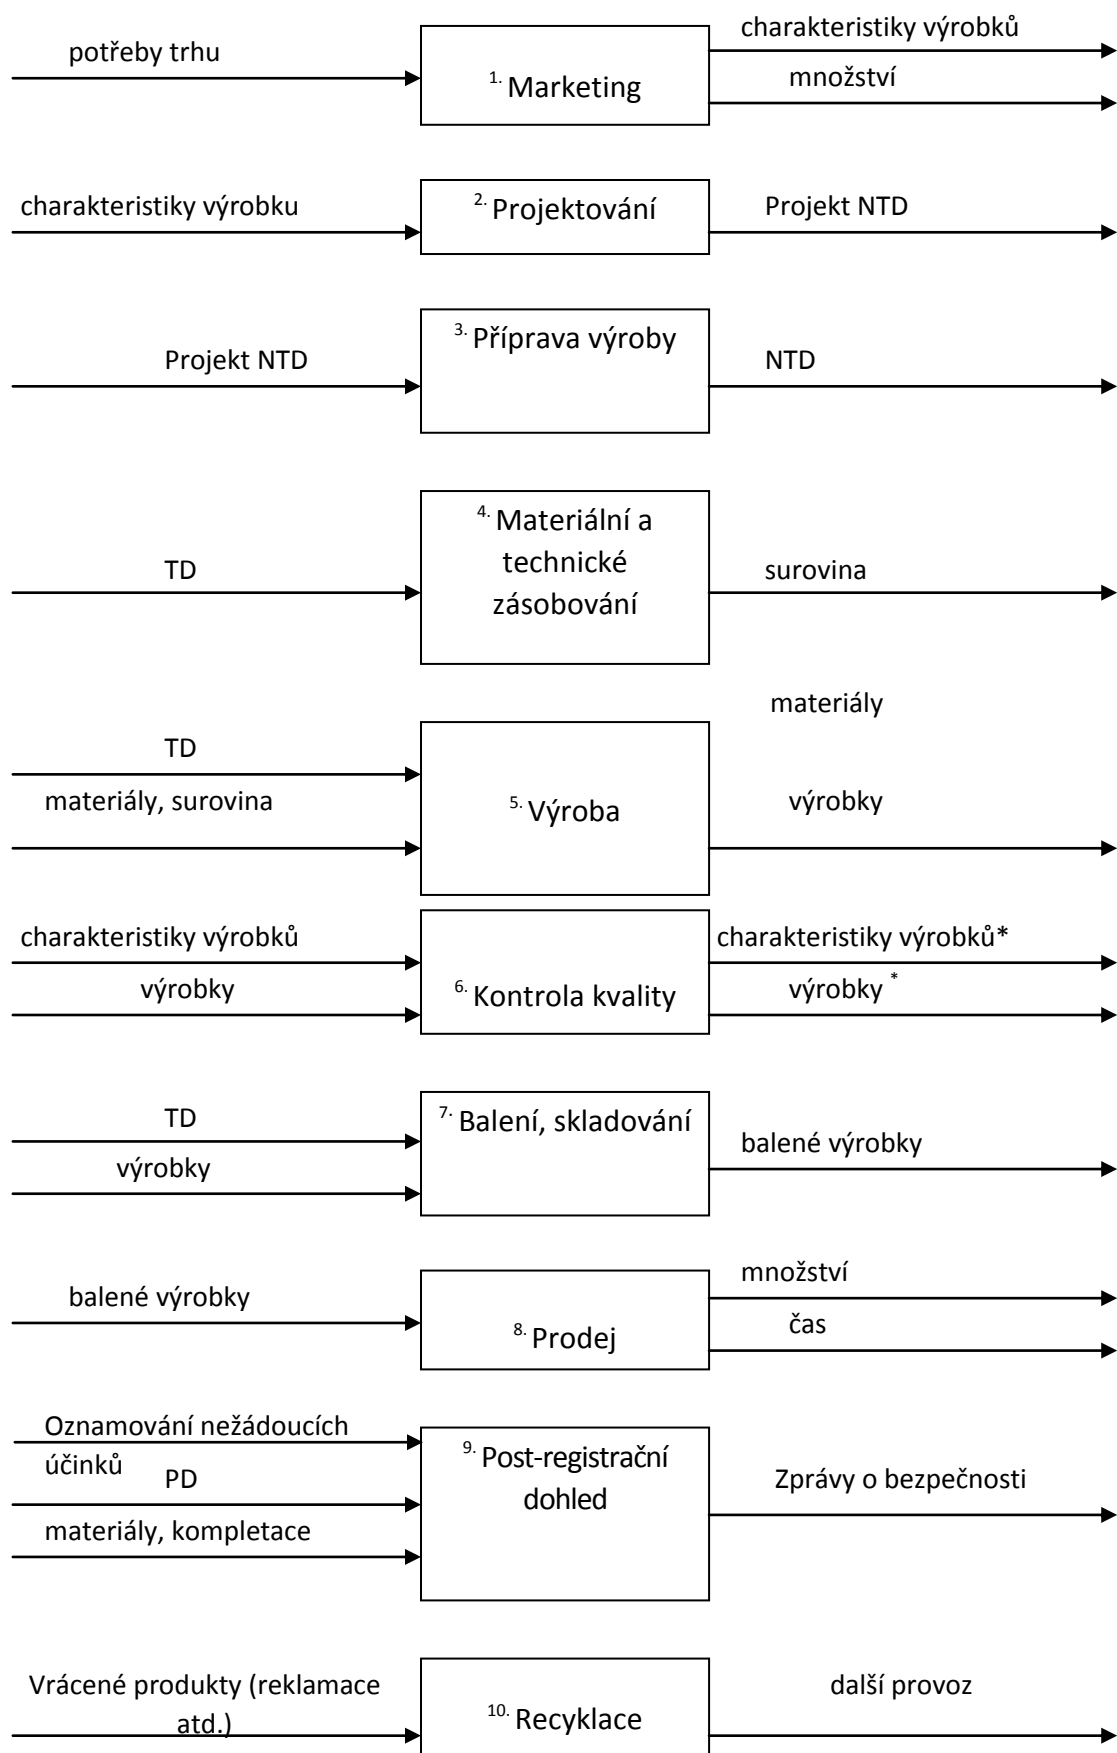 potřeby trhu
1. Marketing
charakteristiky výrobků
množství
charakteristiky výrobku
2. Projektování
Projekt NTD
Projekt NTD
3. Příprava výroby
NTD
TD
4. Materiální a
technické
zásobování
surovina
materiály
TD
materiály, surovina
5. Výroba
výrobky
charakteristiky výrobků
výrobky
6. Kontrola kvality
charakteristiky výrobků*
výrobky *
TD
výrobky
7. Balení, skladování
balené výrobky
balené výrobky
8. Prodej
množství
čas
Oznamování nežádoucích
účinků
PD
materiály, kompletace
9. Post-registrační
dohled
Zprávy o bezpečnosti
Vrácené produkty (reklamace
atd.)
10. Recyklace
další provoz